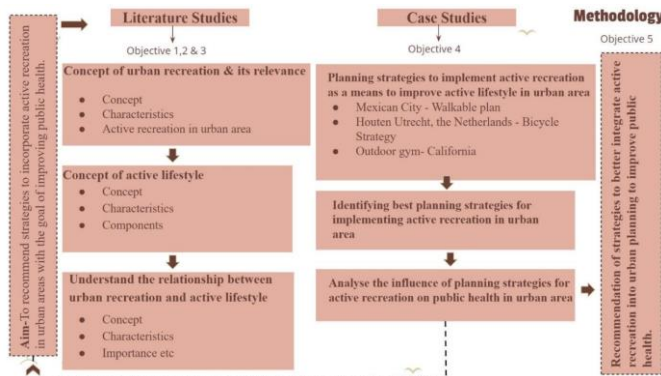 Methodology
Literature Studies
Case Studies
Objective 1,2 & 3
Objective 4
Objective 5
Aim-To recommend strategies to incorporate active recreation
in urban areas with the goal of improving public health.
Concept of urban recreation & its relevance
● Concept
● Characteristics
● Active recreation in urban area
Concept of active lifestyle
● Concept
● Characteristics
● Components
Understand the relationship between
urban recreation and active lifestyle
● Concept
● Characteristics
● Importance etc
Planning strategies to implement active recreation
as a means to improve active lifestyle in urban area
● Mexican City - Walkable plan
● Houten Utrecht, the Netherlands - Bicycle
Strategy
● Outdoor gym- California
Identifying best planning strategies for
implementing active recreation in urban
area
Analyse the influence of planning strategies for
active recreation on public health in urban area
Recommendation of strategies to better integrate active
recreation into urban planning to improve public
health.